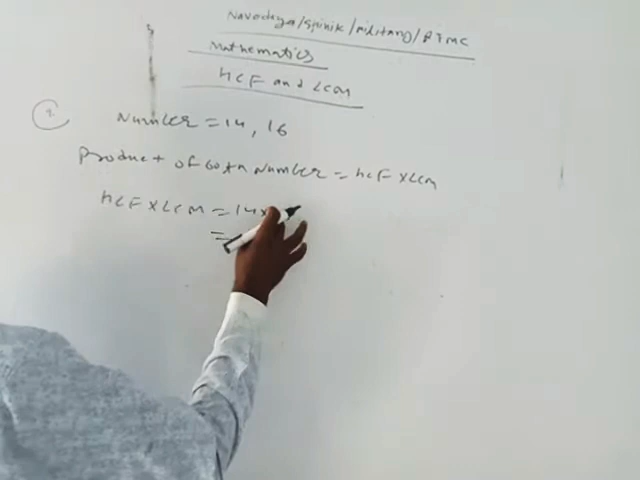 Navodaya/Sainik/militany/RIMC
Mathematics
HCF and LCM
Number = 14, 16
Product of both Number = HCF x LCM
HCF x LCM = 14 x
=